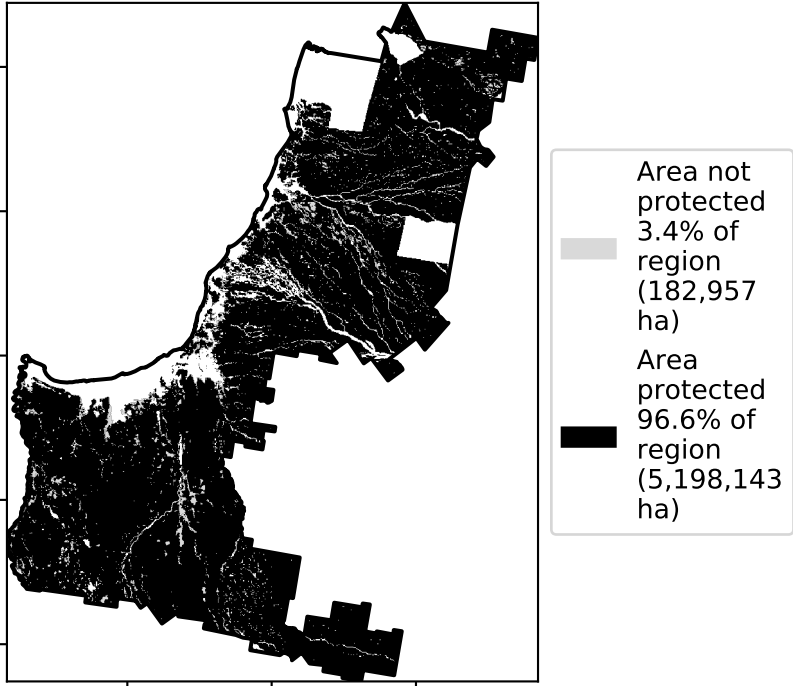 Area not
protected
3.4% of
region
(182,957
ha)
Area
protected
96.6% of
region
(5,198,143
ha)